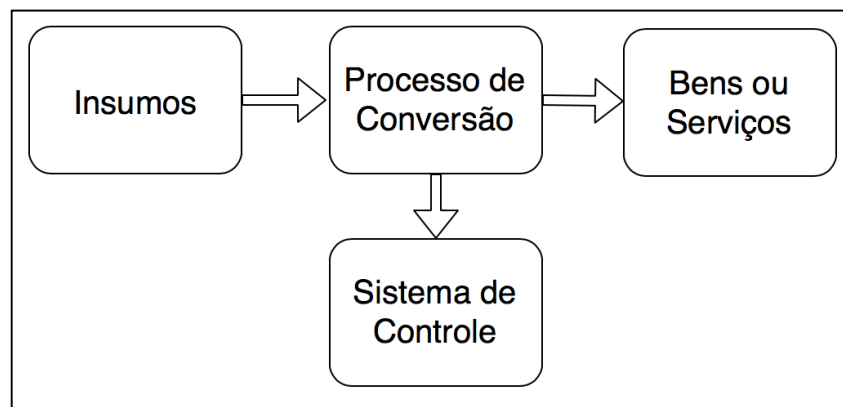 Insumos
Processo de
Conversão
Bens ou
Serviços
Sistema de
Controle